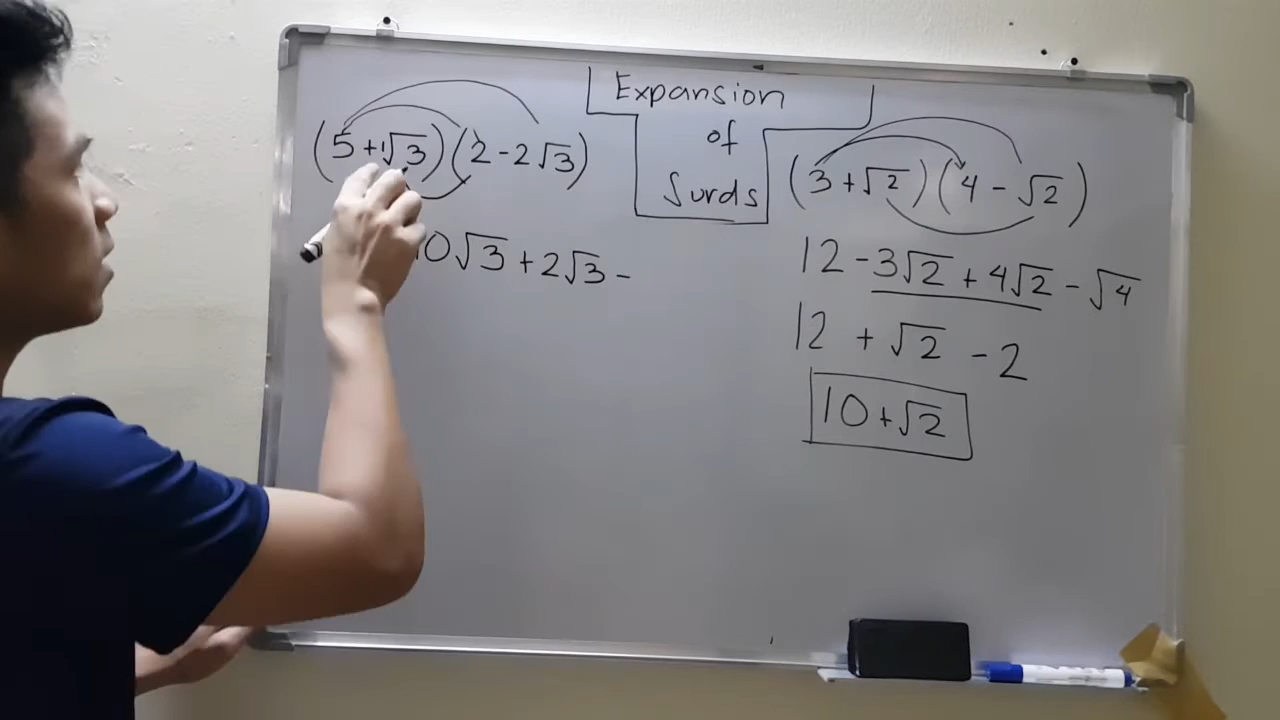 Expansion
of
Surds
(5+1√3)(2-2√3)
10√3+2√3-
(3+√2)(4-√2)
12-3√2+4√2-√4
12+√2-2
10+√2